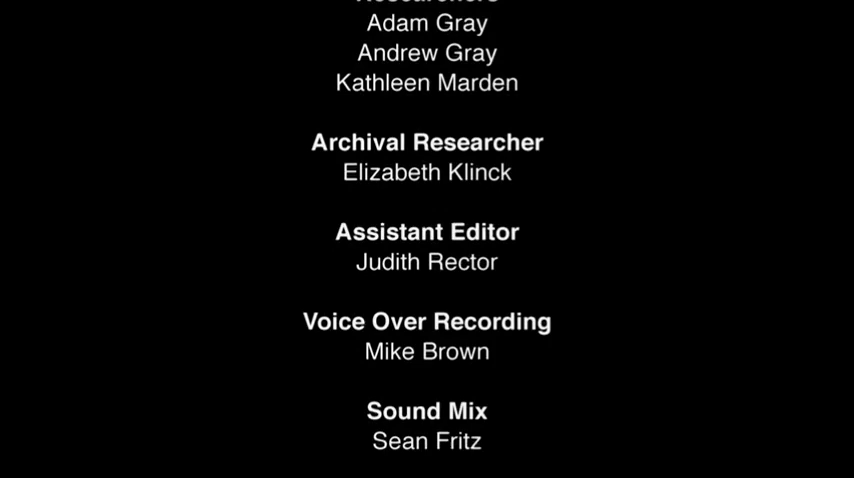 Researchers
Adam Gray
Andrew Gray
Kathleen Marden
Archival Researcher
Elizabeth Klinck
Assistant Editor
Judith Rector
Voice Over Recording
Mike Brown
Sound Mix
Sean Fritz